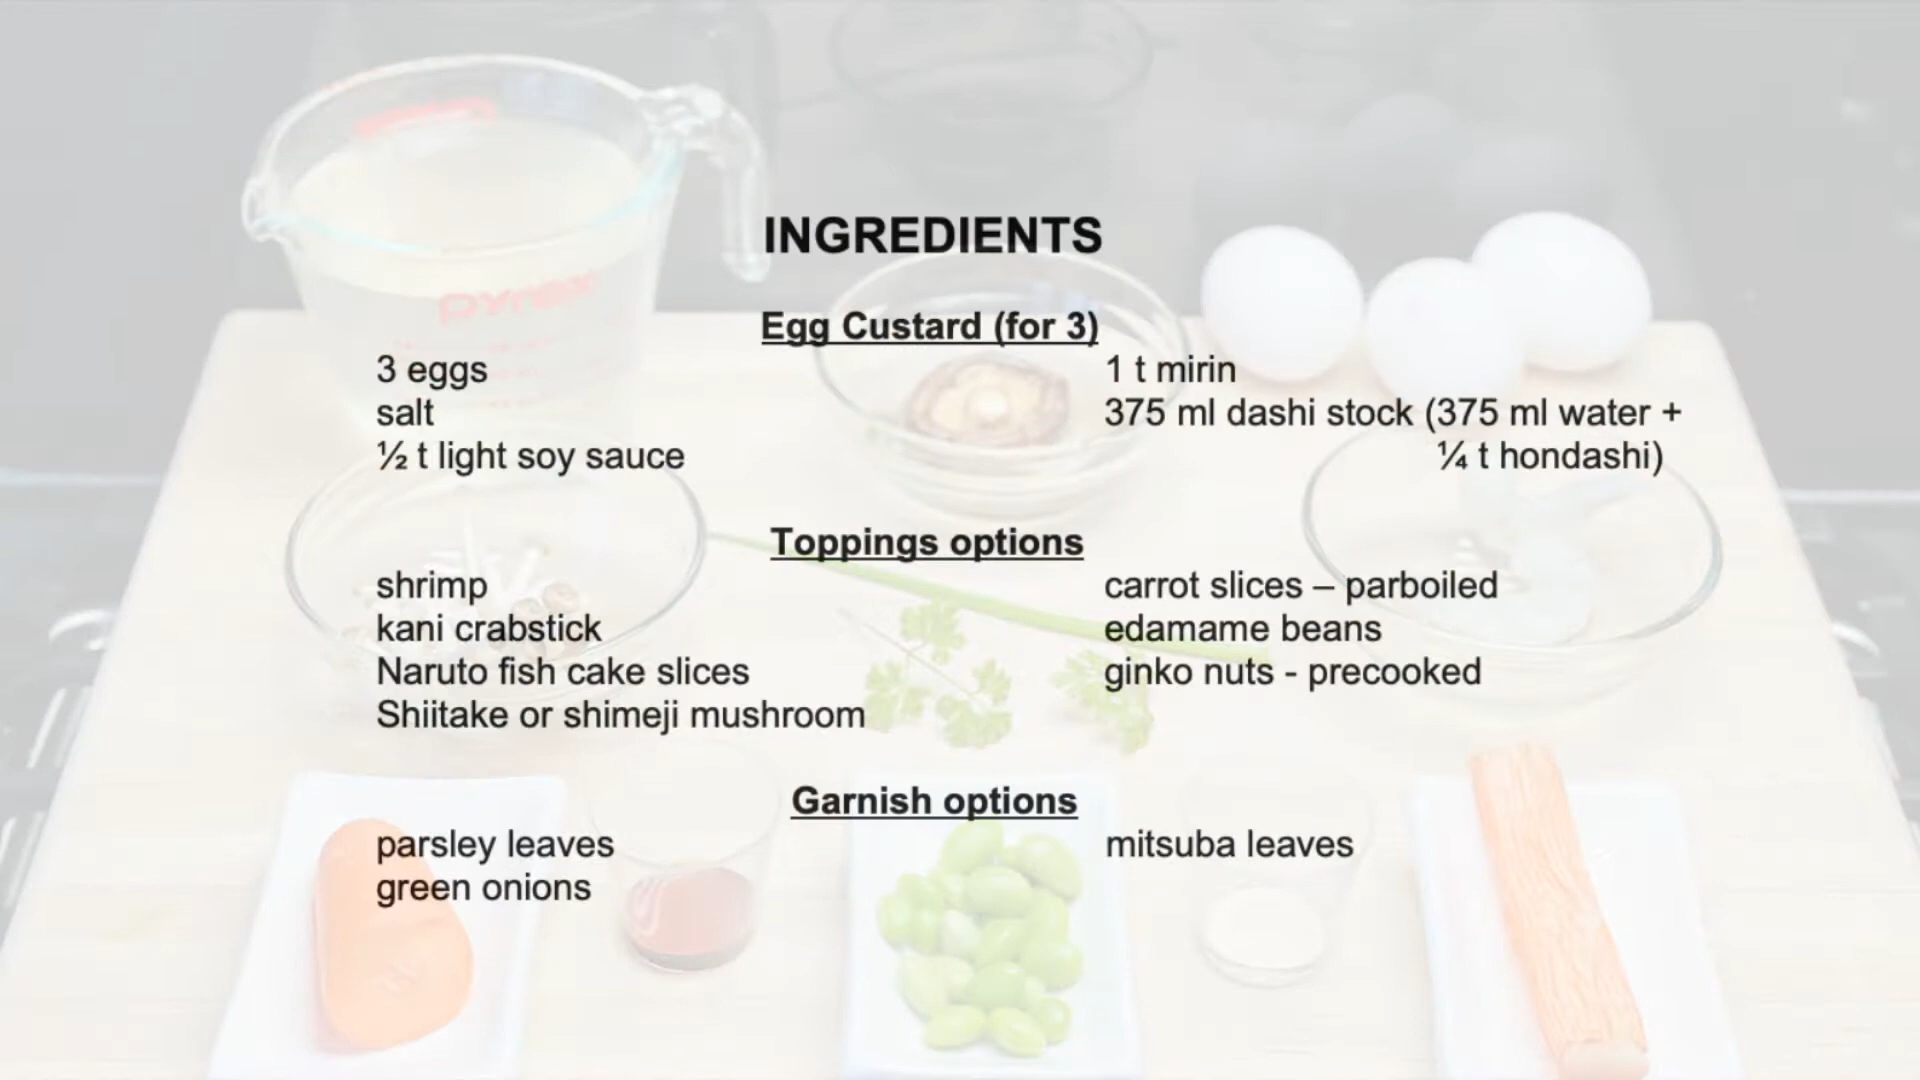 INGREDIENTS
Egg Custard (for 3)
3 eggs
1 t mirin
salt
375 ml dashi stock (375 ml water +
½ t light soy sauce
¼ t hondashi)
Toppings options
shrimp
carrot slices – parboiled
kani crabstick
edamame beans
Naruto fish cake slices
ginko nuts - precooked
Shiitake or shimeji mushroom
Garnish options
parsley leaves
mitsuba leaves
green onions
PYREX